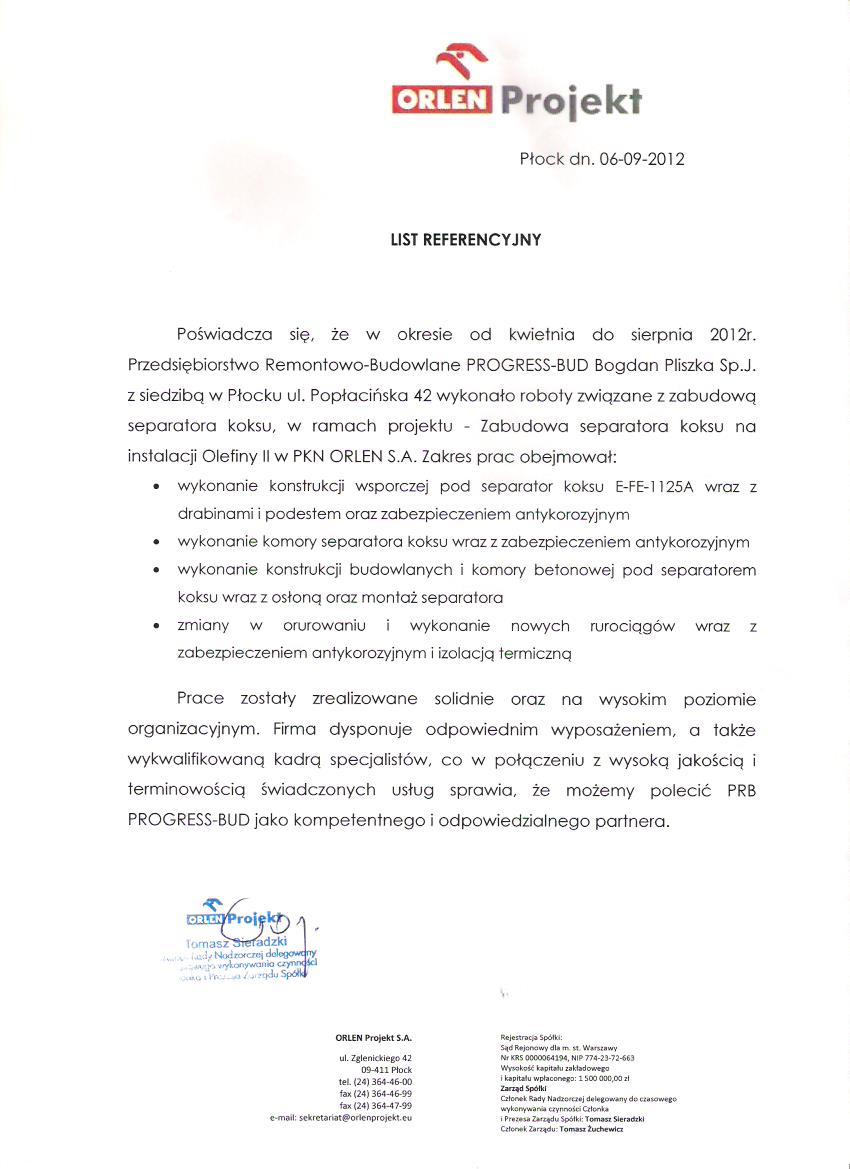 ORLEN Projekt
Płock dn. 06-09-2012
LIST REFERENCYJNY
Poświadcza się, że w okresie od kwietnia do sierpnia 2012r.
Przedsiębiorstwo Remontowo-Budowlane PROGRESS-BUD Bogdan Pliszka Sp.J.
z siedzibą w Płocku ul. Popłacińska 42 wykonało roboty związane z zabudową
separatora koksu, w ramach projektu - Zabudowa separatora koksu na
instalacji Olefiny II w PKN ORLEN S.A. Zakres prac obejmował:
• wykonanie konstrukcji wsporczej pod separator koksu E-FE-1125A wraz z
drabinami i podestem oraz zabezpieczeniem antykorozyjnym
• wykonanie komory separatora koksu wraz z zabezpieczeniem antykorozyjnym
• wykonanie konstrukcji budowlanych i komory betonowej pod separatorem
koksu wraz z osłoną oraz montaż separatora
• zmiany w orurowaniu i wykonanie nowych rurociągów wraz z
zabezpieczeniem antykorozyjnym i izolacją termiczną
Prace zostały zrealizowane solidnie oraz na wysokim poziomie
organizacyjnym. Firma dysponuje odpowiednim wyposażeniem, a także
wykwalifikowaną kadrą specjalistów, co w połączeniu z wysoką jakością i
terminowością świadczonych usług sprawia, że możemy polecić PRB
PROGRESS-BUD jako kompetentnego i odpowiedzialnego partnera.
ORLEN Projekt
Tomasz Sieradzki
Rady Nadzorczej delegowany
wykonywania czynności
Zarządu Spółki
ORLEN Projekt S.A.
ul. Zglenickiego 42
09-411 Płock
tel. (24) 364-46-00
fax (24) 364-46-99
fax (24) 364-47-99
e-mail: sekretariat@orlenprojekt.eu
Rejestracja Spółki:
Sąd Rejonowy dla m. st. Warszawy
Nr KRS 0000064194, NIP 774-23-72-663
Wysokość kapitału zakładowego
i kapitału wpłaconego: 1 500 000,00 zł
Zarząd Spółki
Członek Rady Nadzorczej delegowany do czasowego
wykonywania czynności Członka
i Prezesa Zarządu Spółki: Tomasz Sieradzki
Członek Zarządu: Tomasz Żuchewicz